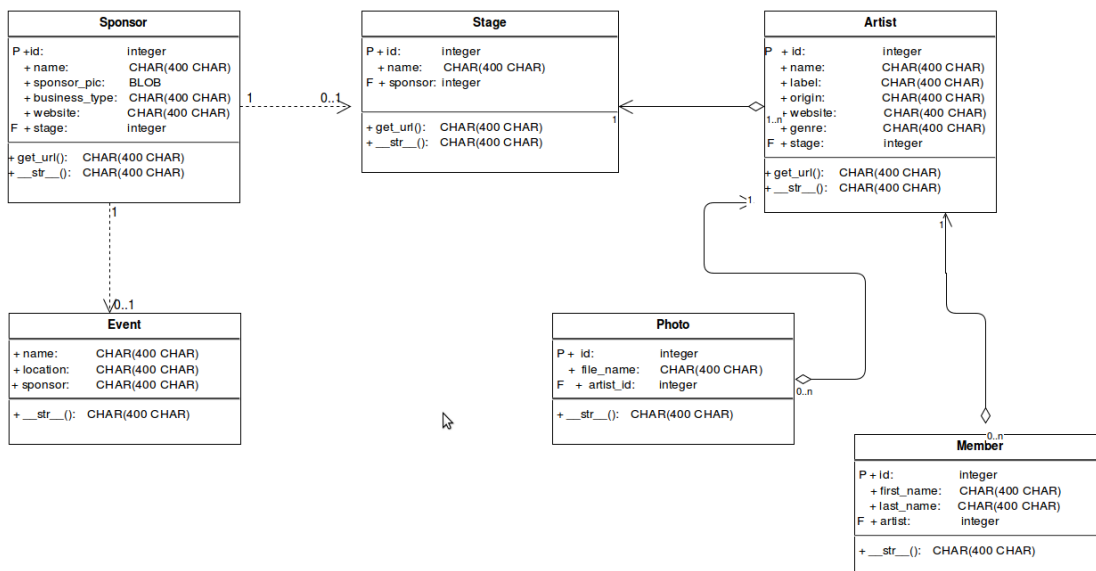 Sponsor
P +id: integer
+ name: CHAR(400 CHAR)
+ sponsor_pic: BLOB
+ business_type: CHAR(400 CHAR)
+ website: CHAR(400 CHAR)
F + stage: integer
+ get_url(): CHAR(400 CHAR)
+ __str__(): CHAR(400 CHAR)
1
0..1
Stage
P + id: integer
+ name: CHAR(400 CHAR)
F + sponsor: integer
+ get_url(): CHAR(400 CHAR)
+ __str__(): CHAR(400 CHAR)
1
1..n
Artist
P + id: integer
+ name: CHAR(400 CHAR)
+ label: CHAR(400 CHAR)
+ origin: CHAR(400 CHAR)
+ website: CHAR(400 CHAR)
+ genre: CHAR(400 CHAR)
F + stage: integer
+ get_url(): CHAR(400 CHAR)
+ __str__(): CHAR(400 CHAR)
1
1
1
0..1
Event
+ name: CHAR(400 CHAR)
+ location: CHAR(400 CHAR)
+ sponsor: CHAR(400 CHAR)
+ __str__(): CHAR(400 CHAR)
Photo
P + id: integer
+ file_name: CHAR(400 CHAR)
F + artist_id: integer
+ __str__(): CHAR(400 CHAR)
0..n
0..n
Member
P + id: integer
+ first_name: CHAR(400 CHAR)
+ last_name: CHAR(400 CHAR)
F + artist: integer
+ __str__(): CHAR(400 CHAR)